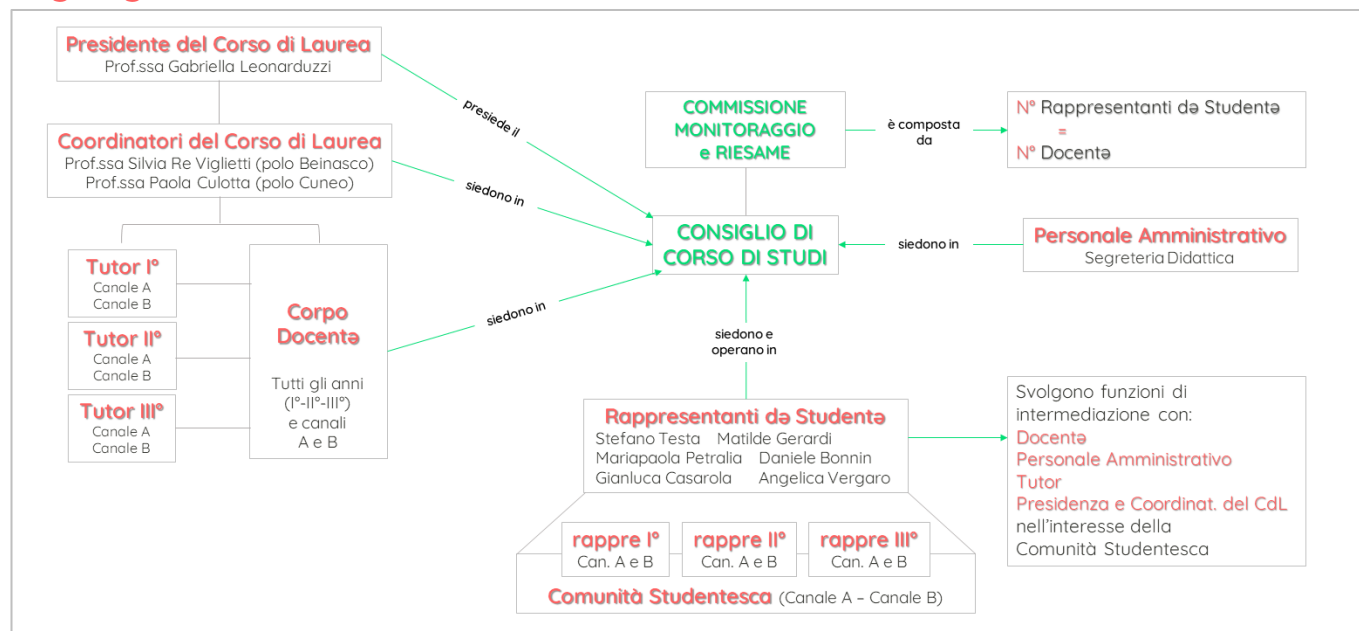 Presidente del Corso di Laurea
Prof.ssa Gabriella Leonarduzzi
Coordinatori del Corso di Laurea
Prof.ssa Silvia Re Viglietti (polo Beinasco)
Prof.ssa Paola Culotta (polo Cuneo)
Tutor I°
Canale A
Canale B
Tutor II°
Canale A
Canale B
Tutor III°
Canale A
Canale B
Corpo
Docentə
Tutti gli anni
(I°-II°-III°)
e canali
A e B
presiede il
siedono in
siedono in
COMMISSIONE
MONITORAGGIO
e RIESAME
è composta
da
N° Rappresentanti də Studentə
=
N° Docentə
CONSIGLIO DI
CORSO DI STUDI
siedono in
Personale Amministrativo
Segreteria Didattica
siedono e
operano in
Rappresentanti də Studentə
Stefano Testa Matilde Gerardi
Mariapaola Petralia Daniele Bonnin
Gianluca Casarola Angelica Vergaro
rappre I°
Can. A e B
rappre II°
Can. A e B
rappre III°
Can. A e B
Comunità Studentesca (Canale A – Canale B)
Svolgono funzioni di
intermediazione con:
Docentə
Personale Amministrativo
Tutor
Presidenza e Coordinat. del CdL
nell'interesse della
Comunità Studentesca